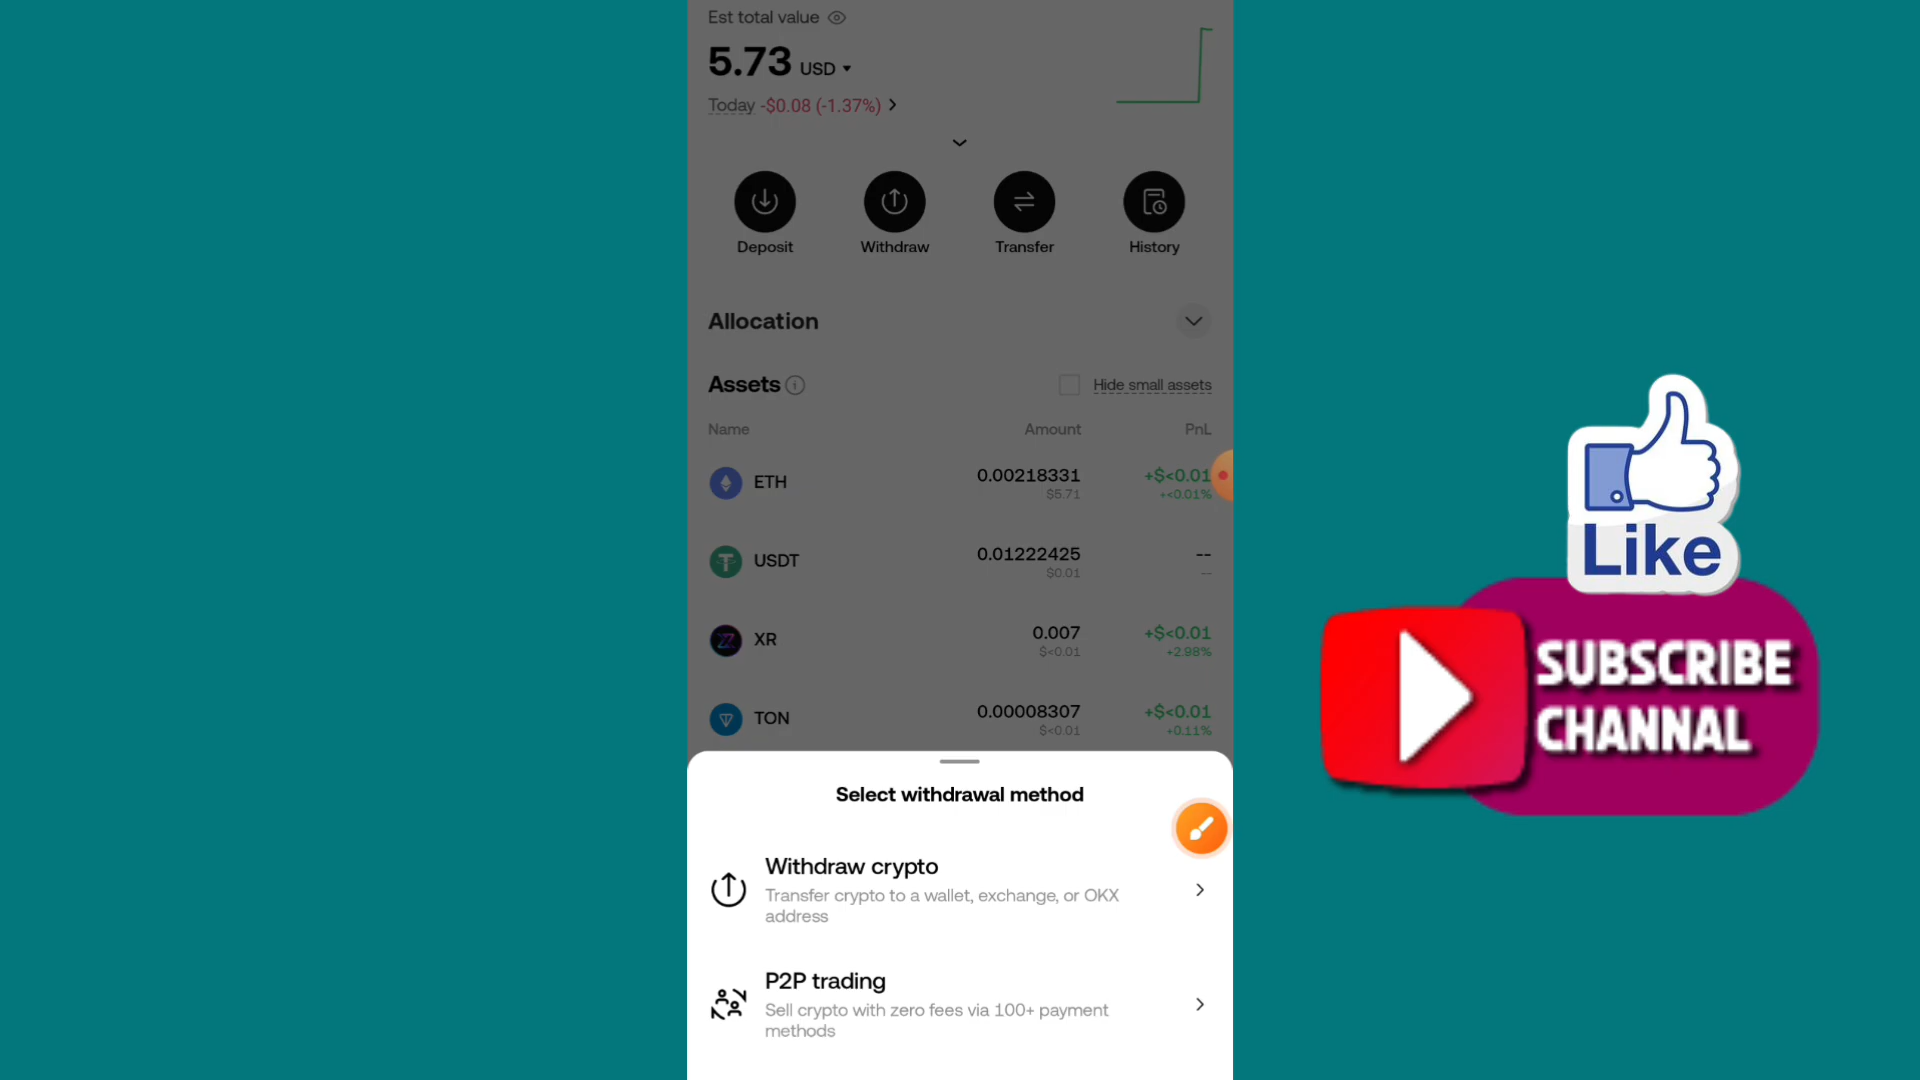 Est total value
5.73 USD
Today -$0.08 (-1.37%)
Deposit Withdraw Transfer History
Allocation
Assets Hide small assets
Name Amount PnL
ETH 0.00218331 +$<0.01
$5.71 +<0.01%
USDT 0.01222425 --
$0.01 --
XR 0.007 +$<0.01
$<0.01 +2.98%
TON 0.00008307 +$<0.01
$<0.01 +0.11%
Select withdrawal method
Withdraw crypto
Transfer crypto to a wallet, exchange, or OKX
address
P2P trading
Sell crypto with zero fees via 100+ payment
methods
Like
SUBSCRIBE
CHANNAL